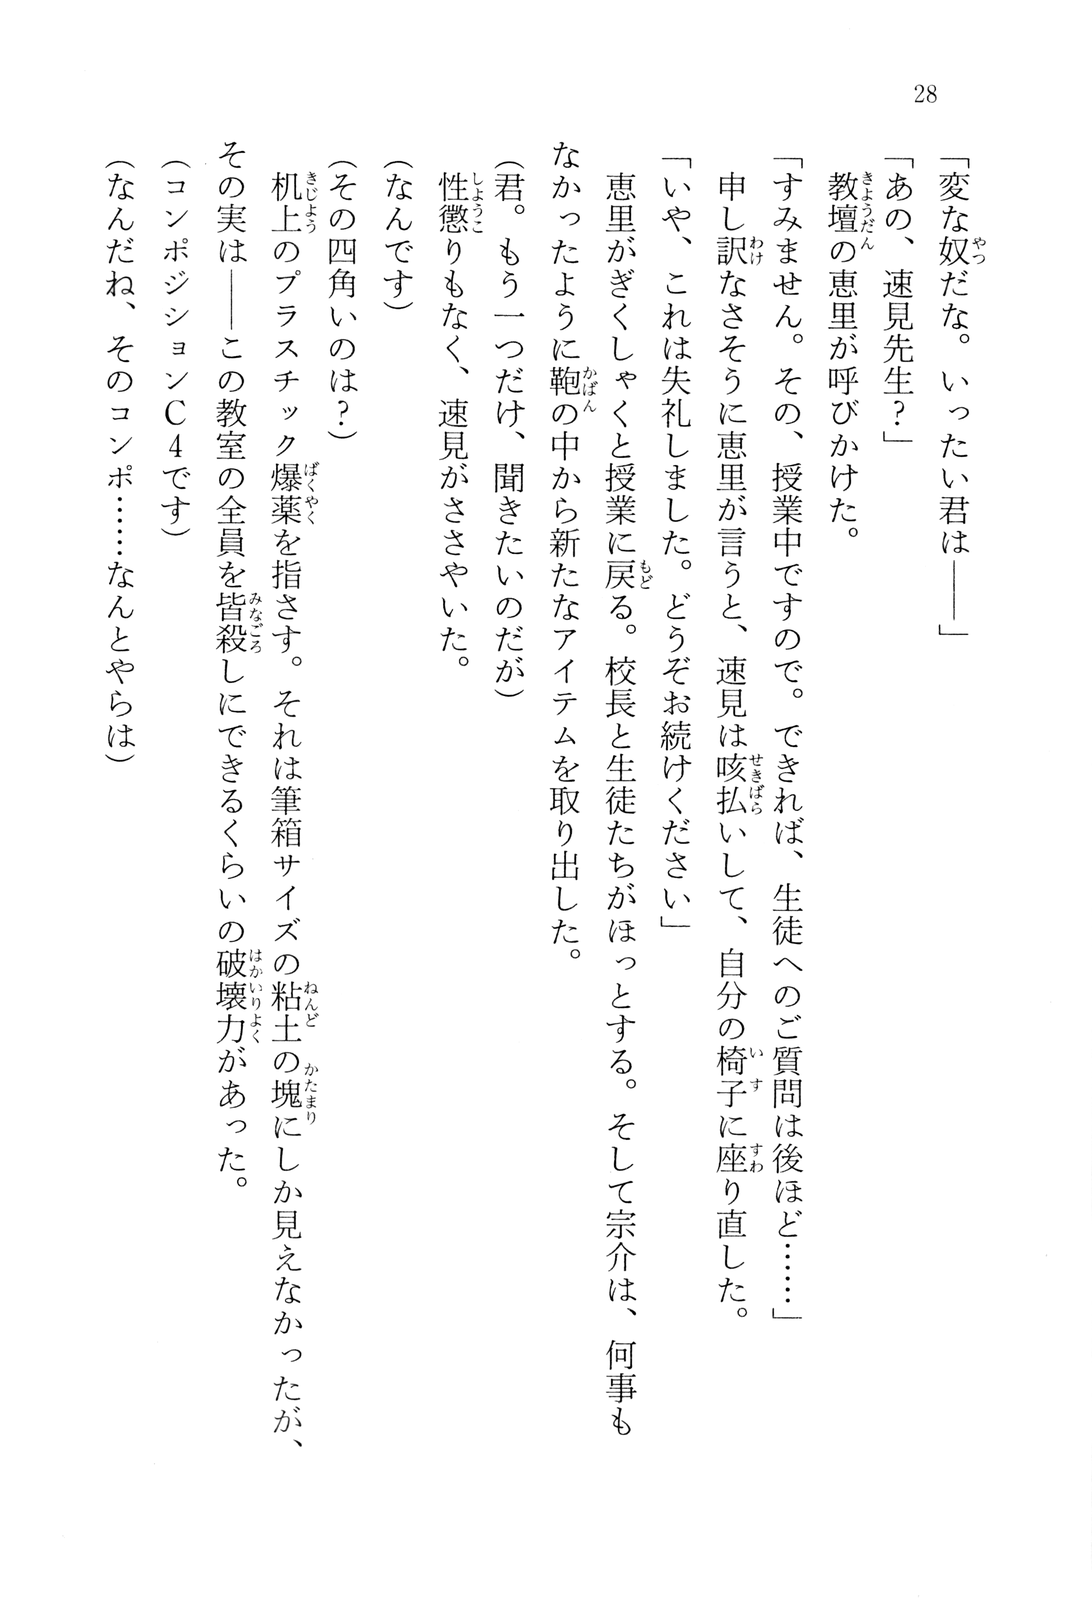 28
「変な奴だな。いったい君は――」
「あの、速見先生？」
　教壇の恵里が呼びかけた。
「すみません。その、授業中ですので。できれば、生徒へのご質問は後ほど……」
　申し訳なさそうに恵里が言うと、速見は咳払いして、自分の椅子に座り直した。
「いや、これは失礼しました。どうぞお続けください」
　恵里がぎくしゃくと授業に戻る。校長と生徒たちがほっとする。そして宗介は、何事も
なかったように鞄の中から新たなアイテムを取り出した。
（君。もう一つだけ、聞きたいのだが）
　性懲りもなく、速見がささやいた。
（なんです）
（その四角いのは？）
　机上のプラスチック爆薬を指さす。それは筆箱サイズの粘土の塊にしか見えなかったが、
その実は――この教室の全員を皆殺しにできるくらいの破壊力があった。
（コンポジションC4です）
（なんだね、そのコンポ……なんとやらは）